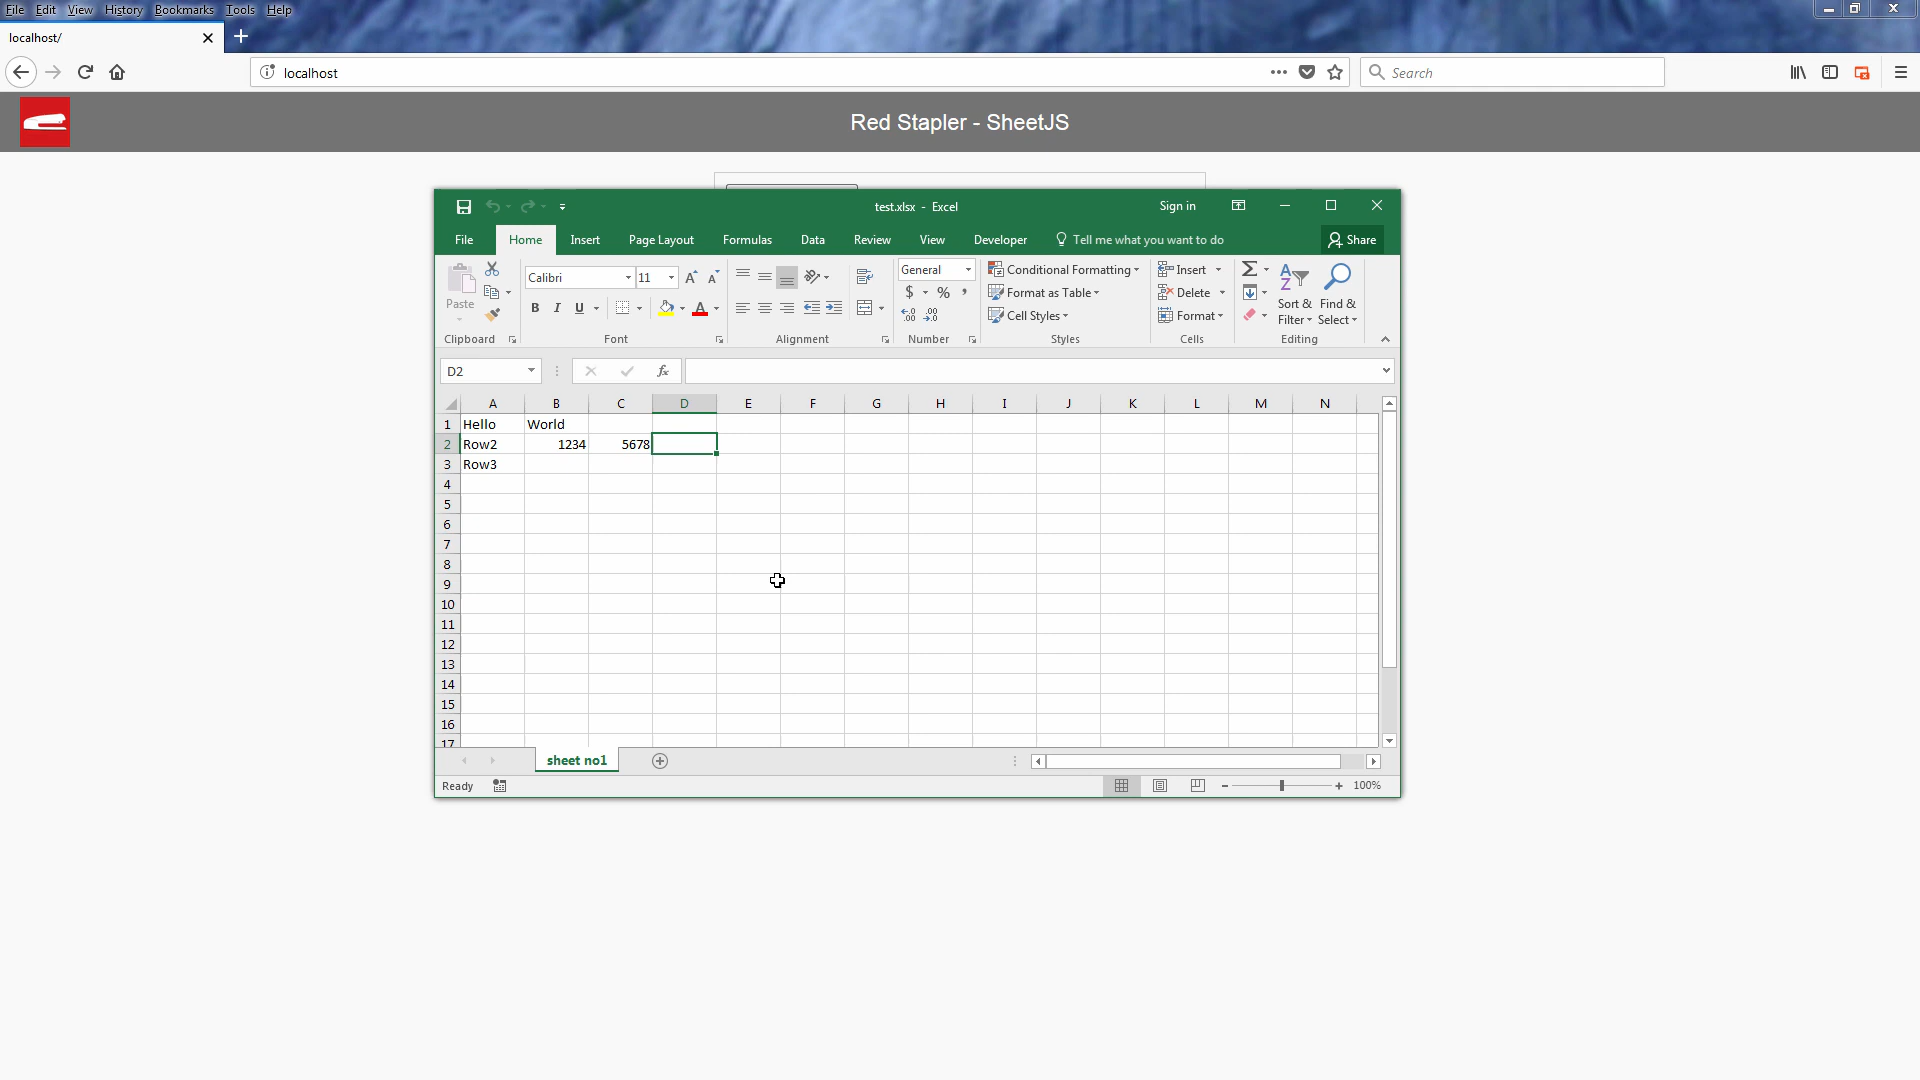 File Edit View History Bookmarks Tools Help
localhost/
localhost
Search
Red Stapler - SheetJS
test.xlsx - Excel
Sign in
File Home Insert Page Layout Formulas Data Review View Developer Tell me what you want to do Share
Paste
Calibri 11
B I U
General
$ % ,
Conditional Formatting
Format as Table
Cell Styles
Insert
Delete
Format
Sort &
Filter
Find &
Select
Clipboard Font Alignment Number Styles Cells Editing
D2
fx
A B C D E F G H I J K L M N
1 Hello World
2 Row2 1234 5678
3 Row3
4
5
6
7
8
9
10
11
12
13
14
15
16
17
sheet no1
Ready
100%